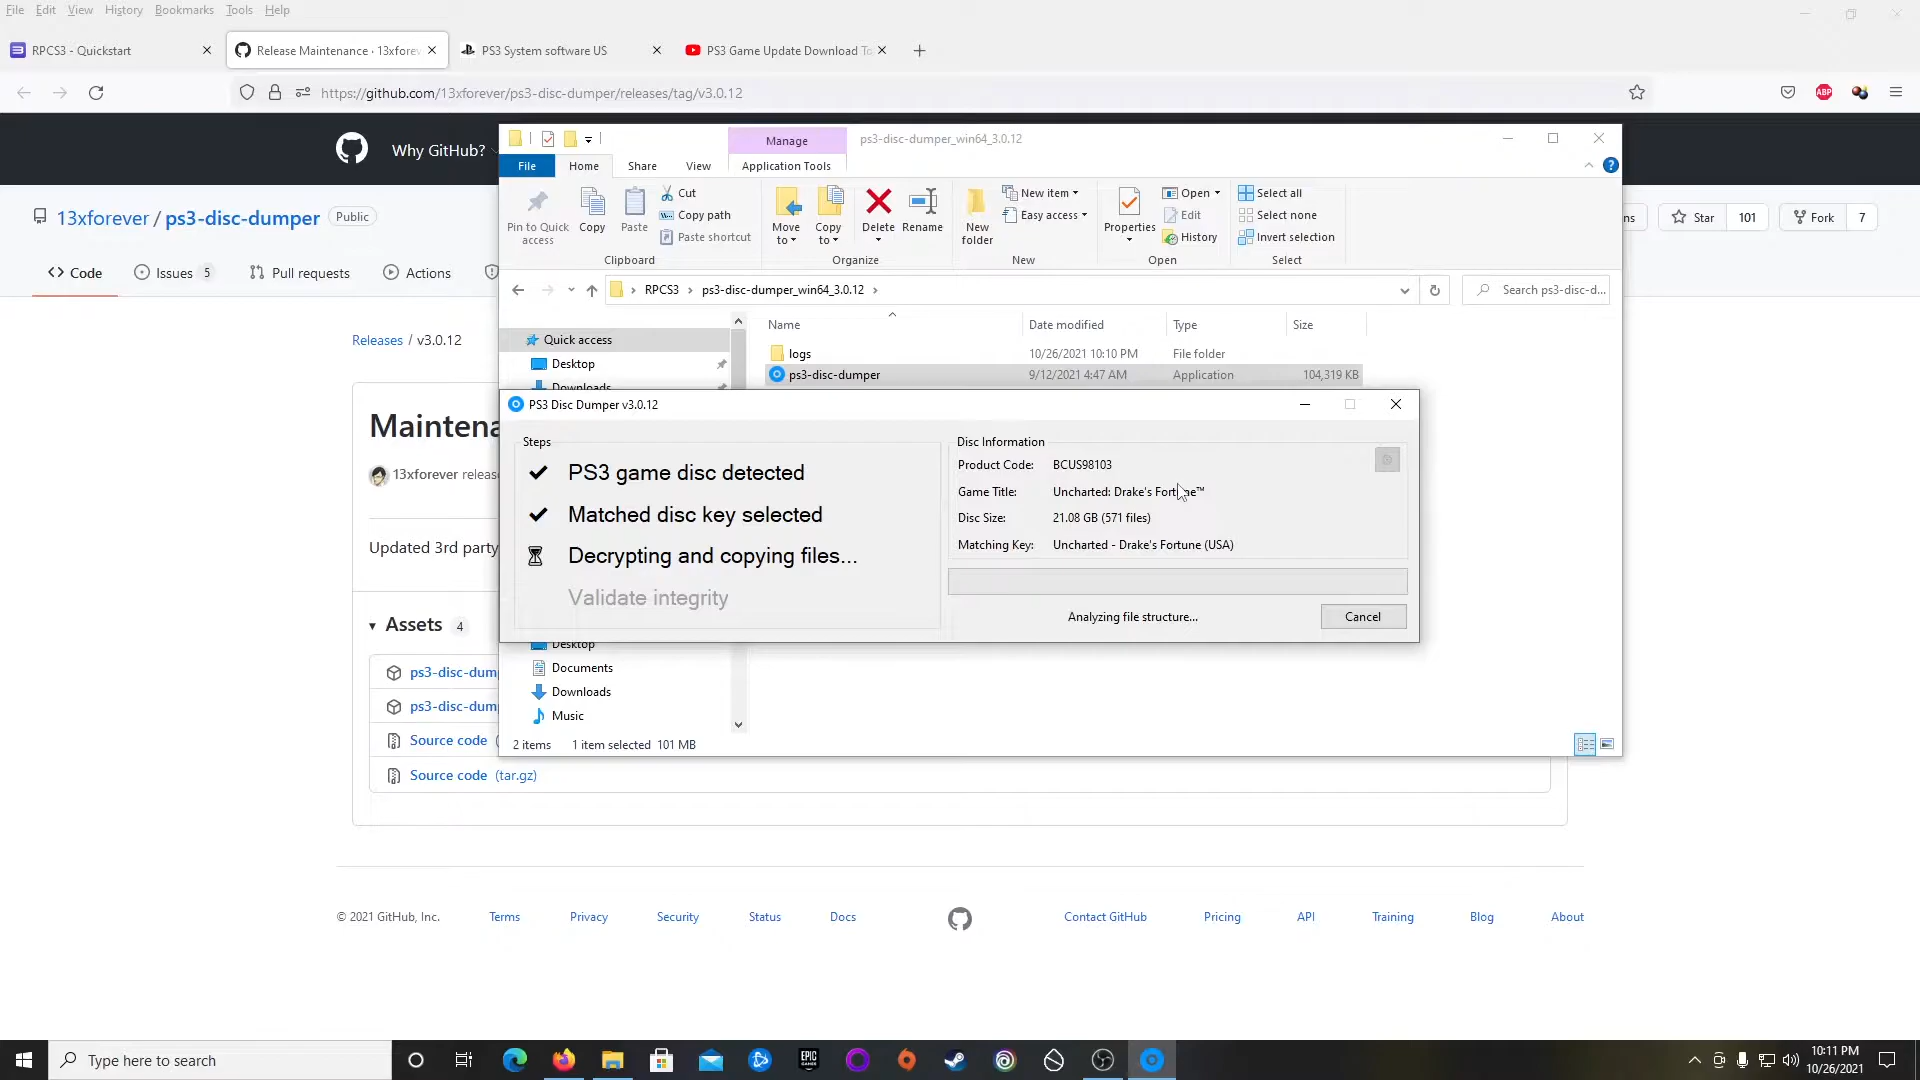 File Edit View History Bookmarks Tools Help
RPCS3 - Quickstart
Release Maintenance · 13xforev
PS3 System software US
PS3 Game Update Download To
https://github.com/13xforever/ps3-disc-dumper/releases/tag/v3.0.12
ABP
Why GitHub?
Manage
ps3-disc-dumper_win64_3.0.12
File Home Share View Application Tools
13xforever / ps3-disc-dumper Public
ns Star 101 Fork 7
Pin to Quick access
Copy
Paste
Cut
Copy path
Paste shortcut
Move to
Copy to
Delete
Rename
New folder
New item
Easy access
Properties
Open
Edit
History
Select all
Select none
Invert selection
Clipboard Organize New Open Select
Code Issues 5 Pull requests Actions
RPCS3 ps3-disc-dumper_win64_3.0.12
Search ps3-disc-d...
Name Date modified Type Size
Quick access
Desktop
Downloads
logs 10/26/2021 10:10 PM File folder
ps3-disc-dumper 9/12/2021 4:47 AM Application 104,319 KB
Releases / v3.0.12
Maintena
13xforever releas
Updated 3rd party
Assets 4
ps3-disc-dump
ps3-disc-dump
Source code (
Source code (tar.gz)
PS3 Disc Dumper v3.0.12
Steps
PS3 game disc detected
Matched disc key selected
Decrypting and copying files...
Validate integrity
Disc Information
Product Code: BCUS98103
Game Title: Uncharted: Drake's Fortune™
Disc Size: 21.08 GB (571 files)
Matching Key: Uncharted - Drake's Fortune (USA)
Analyzing file structure...
Cancel
Desktop
Documents
Downloads
Music
2 items 1 item selected 101 MB
© 2021 GitHub, Inc. Terms Privacy Security Status Docs Contact GitHub Pricing API Training Blog About
Type here to search
EPIC GAMES
10:11 PM
10/26/2021